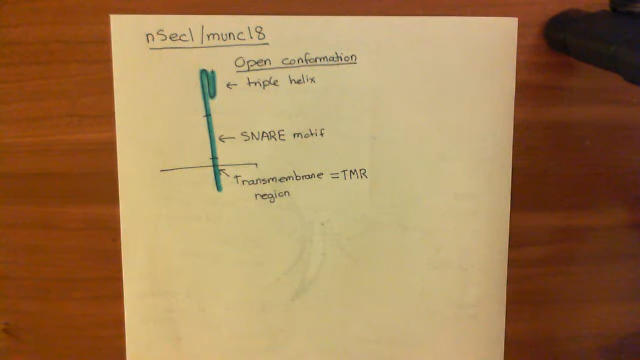 nSec1/munc18
Open conformation
← triple helix
← SNARE motif
Transmembrane = TMR
region